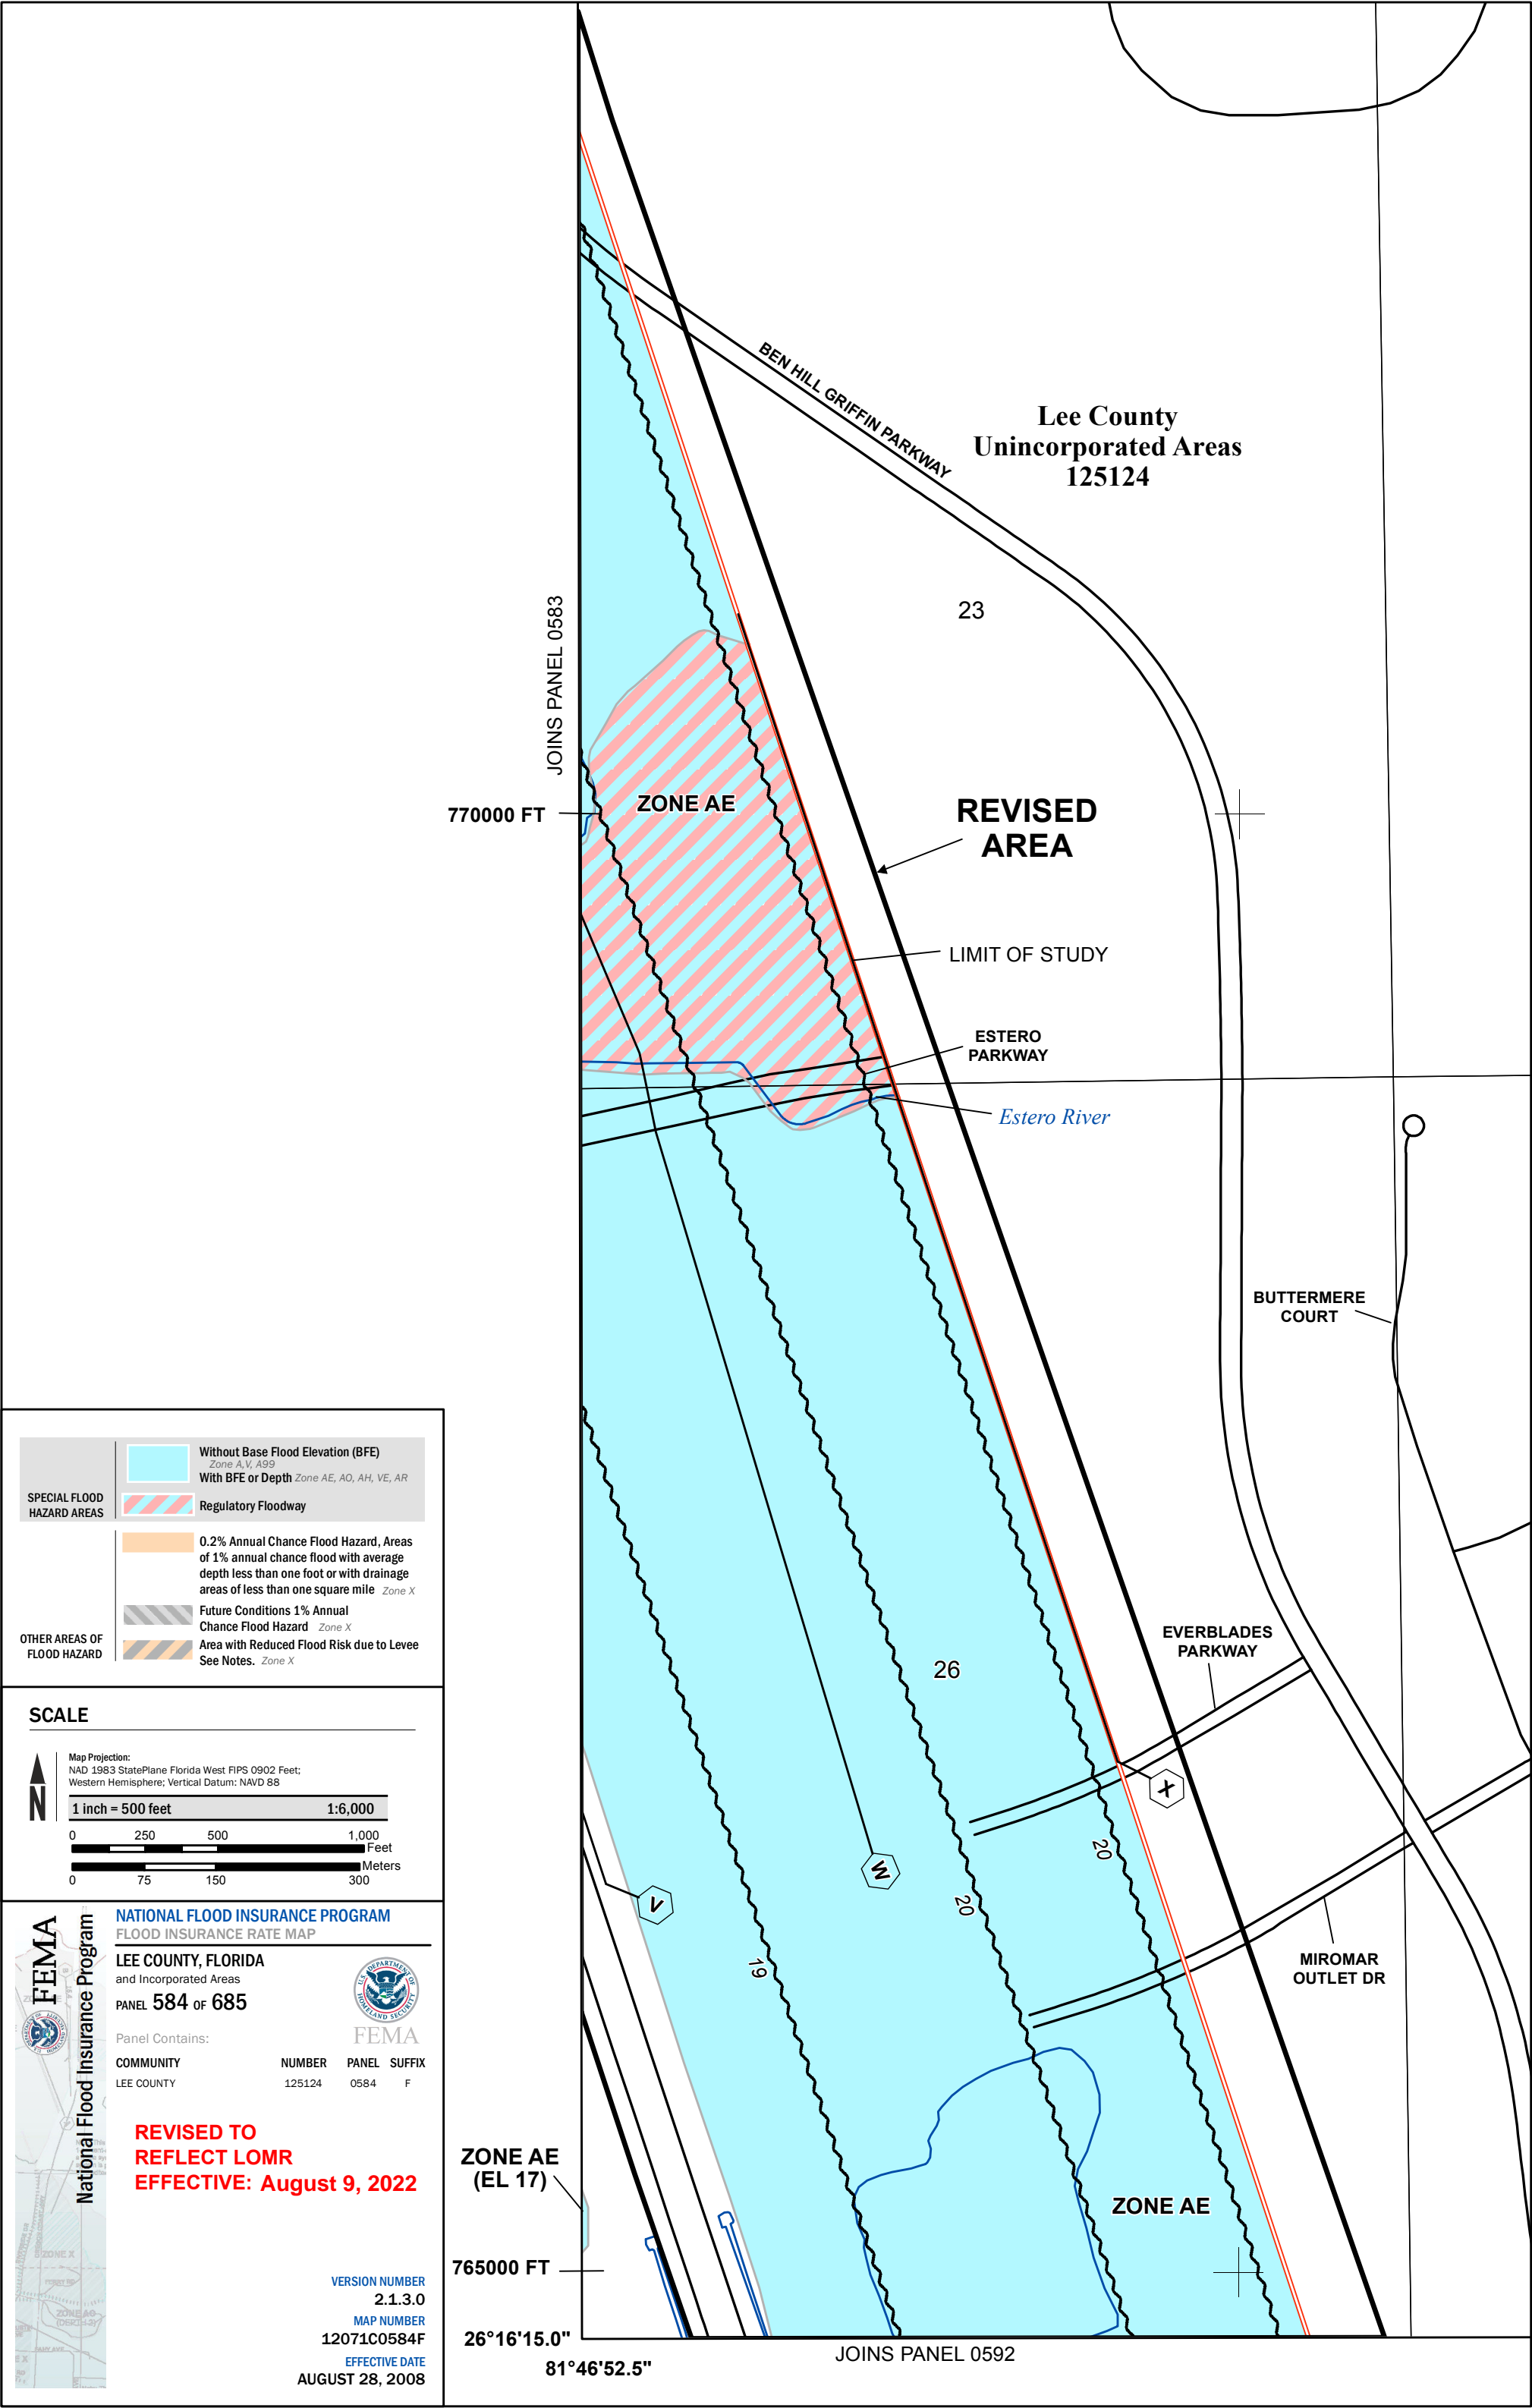 BEN HILL GRIFFIN PARKWAY
Lee County
Unincorporated Areas
125124
JOINS PANEL 0583
23
770000 FT
ZONE AE
REVISED
AREA
LIMIT OF STUDY
ESTERO
PARKWAY
Estero River
BUTTERMERE
COURT
EVERBLADES
PARKWAY
26
X
W
V
20
20
19
MIROMAR
OUTLET DR
ZONE AE
(EL 17)
ZONE AE
765000 FT
26°16'15.0"
81°46'52.5"
JOINS PANEL 0592
SPECIAL FLOOD
HAZARD AREAS
Without Base Flood Elevation (BFE)
Zone A,V, A99
With BFE or Depth Zone AE, AO, AH, VE, AR
Regulatory Floodway
OTHER AREAS OF
FLOOD HAZARD
0.2% Annual Chance Flood Hazard, Areas
of 1% annual chance flood with average
depth less than one foot or with drainage
areas of less than one square mile Zone X
Future Conditions 1% Annual
Chance Flood Hazard Zone X
Area with Reduced Flood Risk due to Levee
See Notes. Zone X
SCALE
N
Map Projection:
NAD 1983 StatePlane Florida West FIPS 0902 Feet;
Western Hemisphere; Vertical Datum: NAVD 88
1 inch = 500 feet 1:6,000
0 250 500 1,000
Feet
Meters
0 75 150 300
FEMA
National Flood Insurance Program
NATIONAL FLOOD INSURANCE PROGRAM
FLOOD INSURANCE RATE MAP
LEE COUNTY, FLORIDA
and Incorporated Areas
PANEL 584 OF 685
U.S. DEPARTMENT OF
HOMELAND SECURITY
FEMA
Panel Contains:
COMMUNITY NUMBER PANEL SUFFIX
LEE COUNTY 125124 0584 F
REVISED TO
REFLECT LOMR
EFFECTIVE: August 9, 2022
ZONE X
ZONE AO
VERSION NUMBER
2.1.3.0
MAP NUMBER
12071C0584F
EFFECTIVE DATE
AUGUST 28, 2008